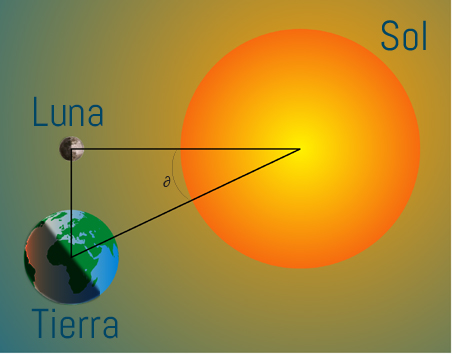 Sol
Luna
∂
Tierra